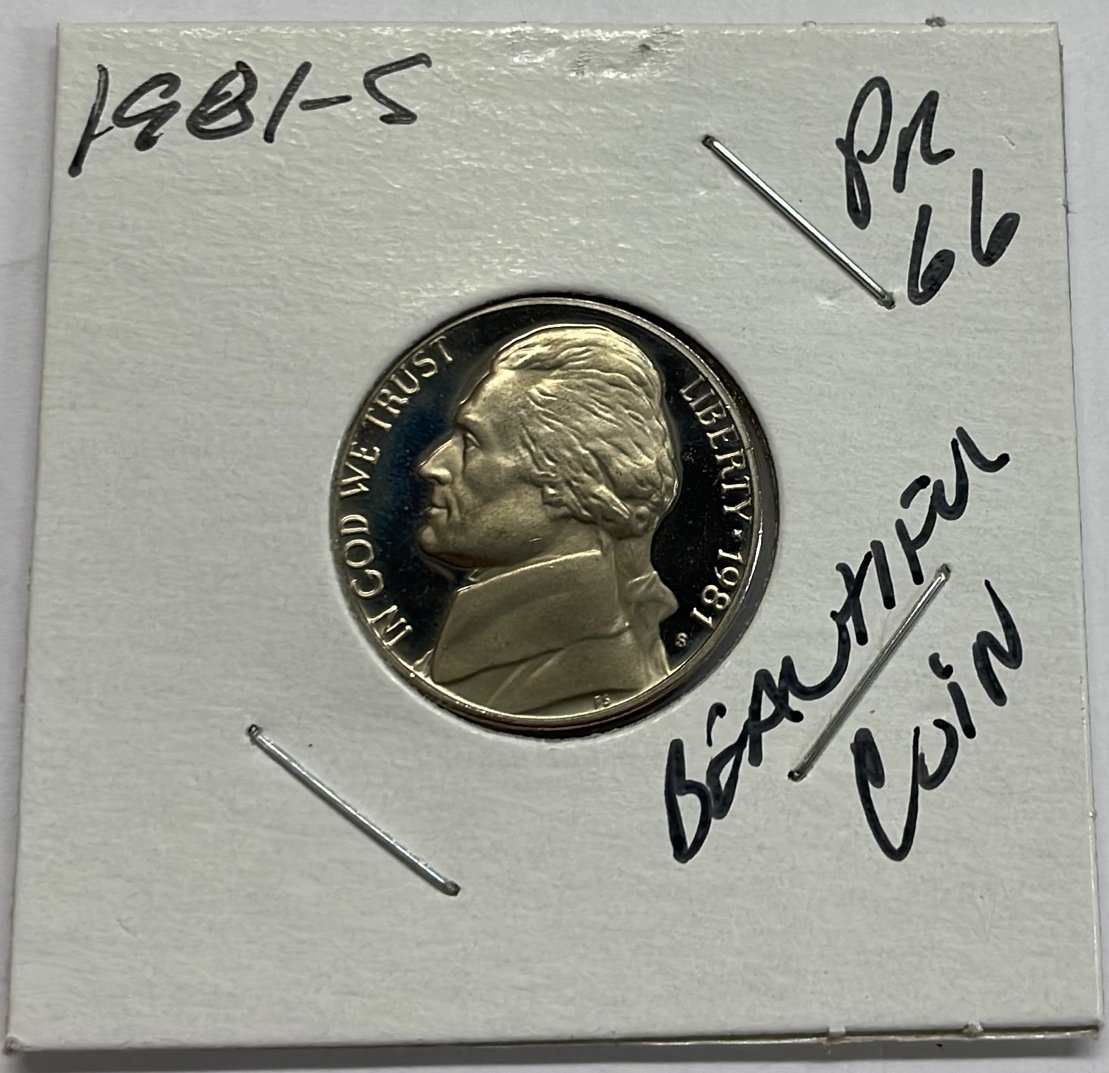 1981-S
PR
66
IN GOD WE TRUST
LIBERTY · 1981
S
BEAUTIFUL
COIN